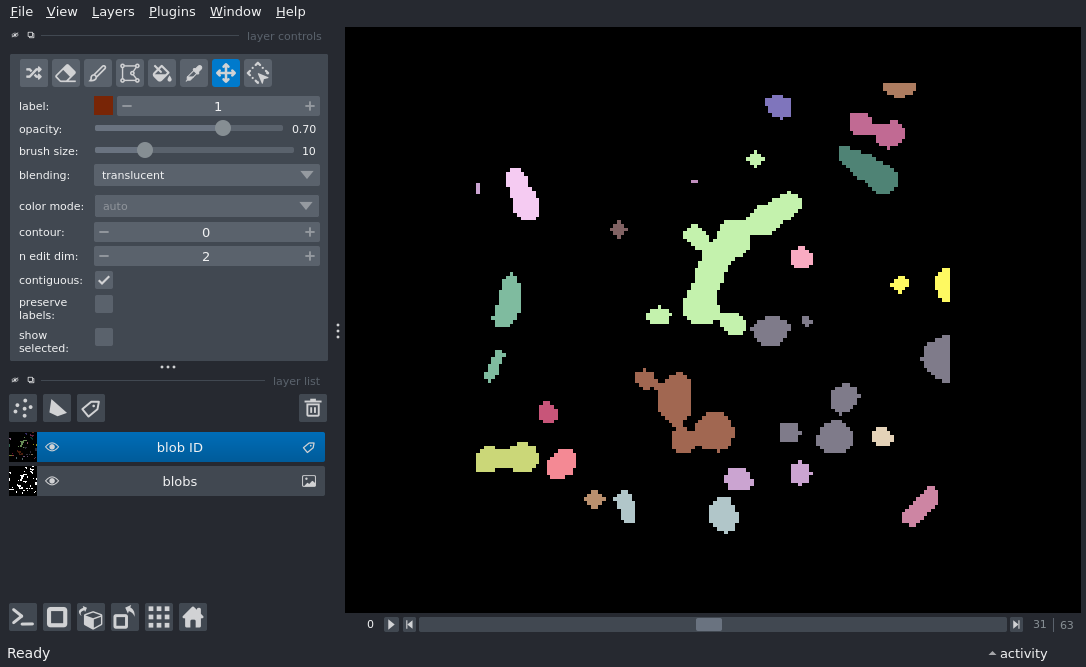 File View Layers Plugins Window Help
layer controls
label: 1
opacity: 0.70
brush size: 10
blending: translucent
color mode: auto
contour: 0
n edit dim: 2
contiguous:
preserve
labels:
show
selected:
layer list
blob ID
blobs
0 31 | 63
Ready activity